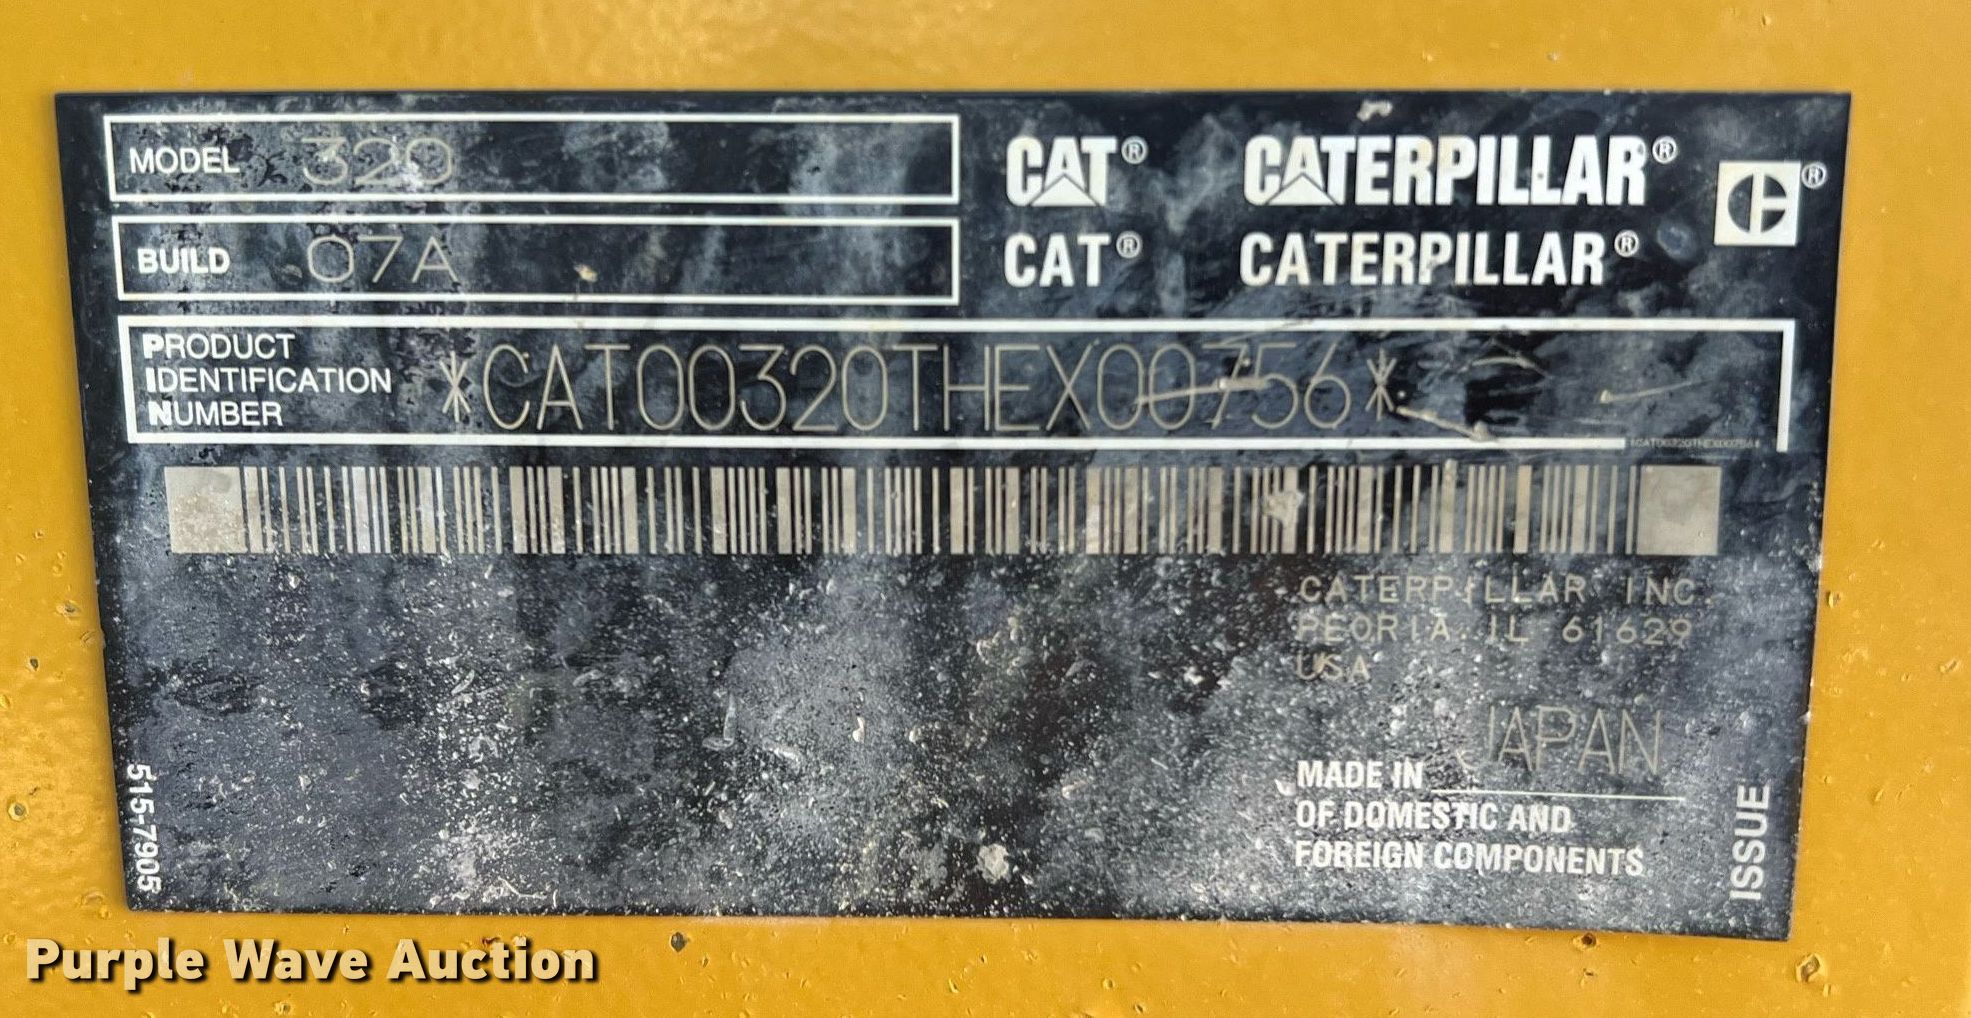 MODEL 320
BUILD 07A
CAT® CATERPILLAR® ®
CAT® CATERPILLAR®
PRODUCT
IDENTIFICATION
NUMBER
*CAT00320THEX00756*
*CAT00320THEX00756*
CATERPILLAR INC.
PEORIA, IL 61629
USA
MADE IN JAPAN
OF DOMESTIC AND
FOREIGN COMPONENTS
515-7905
ISSUE
Purple Wave Auction